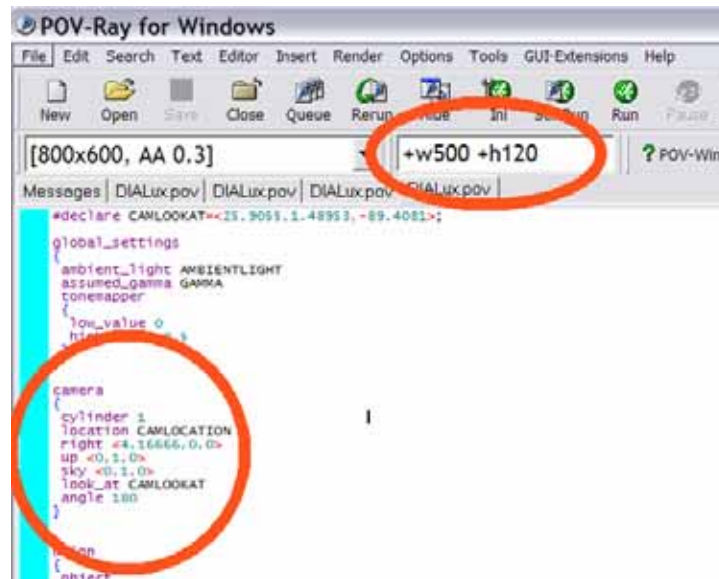 POV-Ray for Windows
File Edit Search Text Editor Insert Render Options Tools GUI-Extensions Help
New Open Save Close Queue Rerun Ini Run Pause
[800x600, AA 0.3] +w500 +h120 ? POV-Win
Messages DIALux.pov DIALux.pov DIALux.pov DIALux.pov
#declare CAMLOOKAT=<25.9055,1.48953,-89.4081>;
global_settings
{
ambient_light AMBIENTLIGHT
assumed_gamma GAMMA
tonemapper
{
low_value 0
camera
{
cylinder 1
location CAMLOCATION
right <4.16666,0,0>
up <0,1,0>
sky <0,1,0>
look_at CAMLOOKAT
angle 180
}
{
object